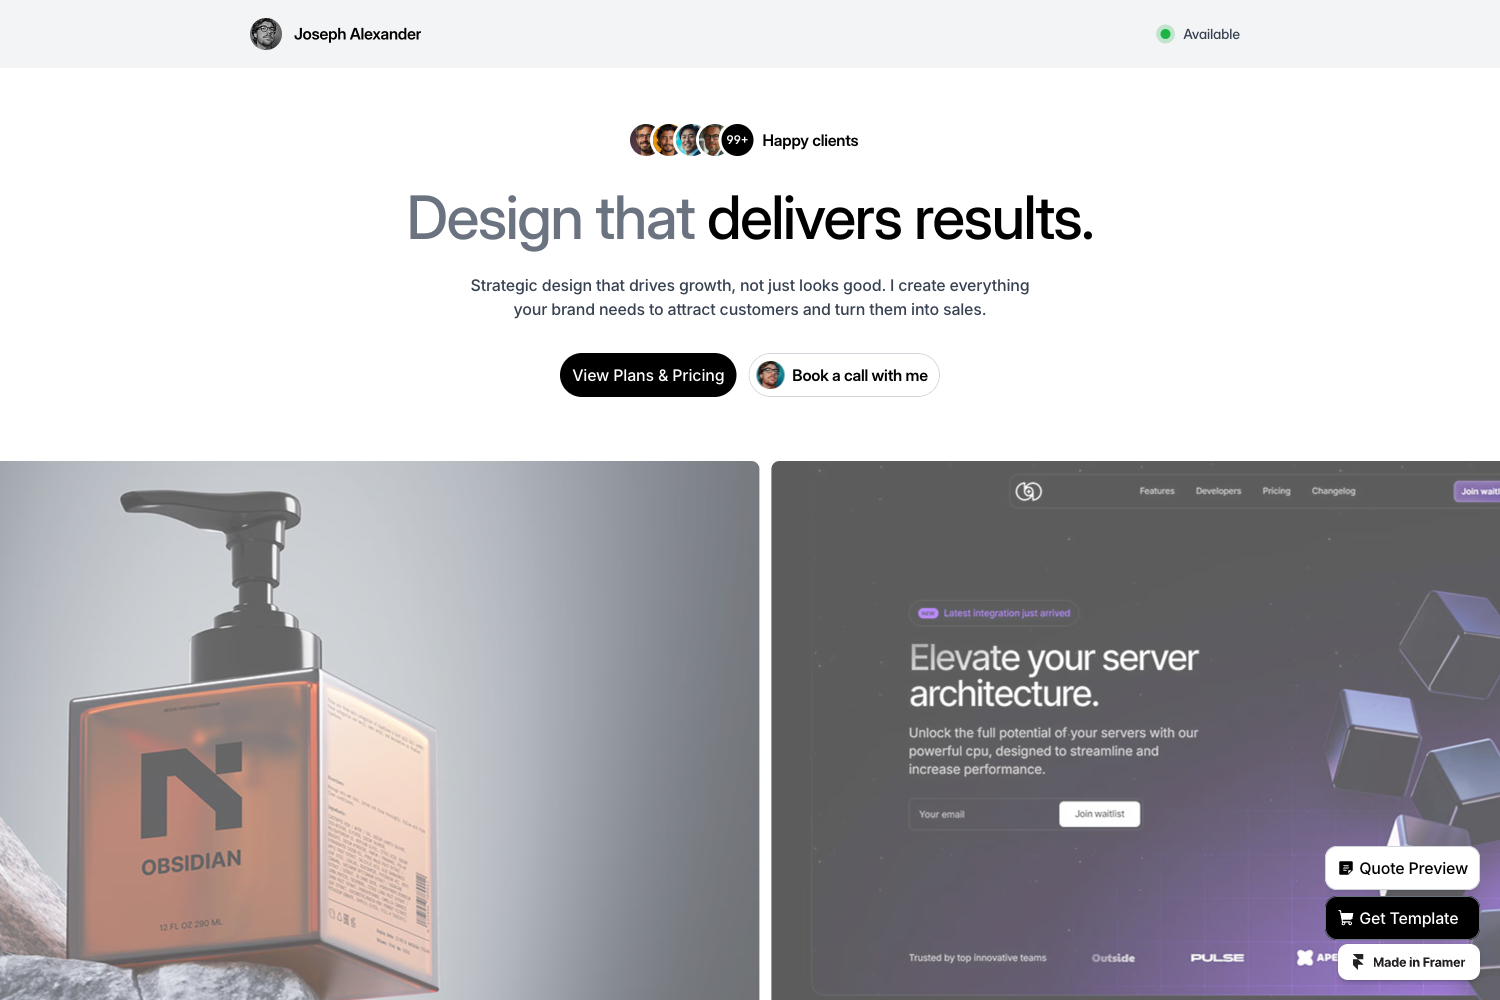 Joseph Alexander
Available
99+
Happy clients
Design that delivers results.
Strategic design that drives growth, not just looks good. I create everything
your brand needs to attract customers and turn them into sales.
View Plans & Pricing
Book a call with me
OBSIDIAN
12 FL OZ 290 ML
Features
Developers
Pricing
Changelog
NEW
Latest integration just arrived
Elevate your server
architecture.
Unlock the full potential of your servers with our
powerful cpu, designed to streamline and
increase performance.
Your email
Join waitlist
Trusted by top innovative teams
Outside
PULSE
Quote Preview
Get Template
Made in Framer